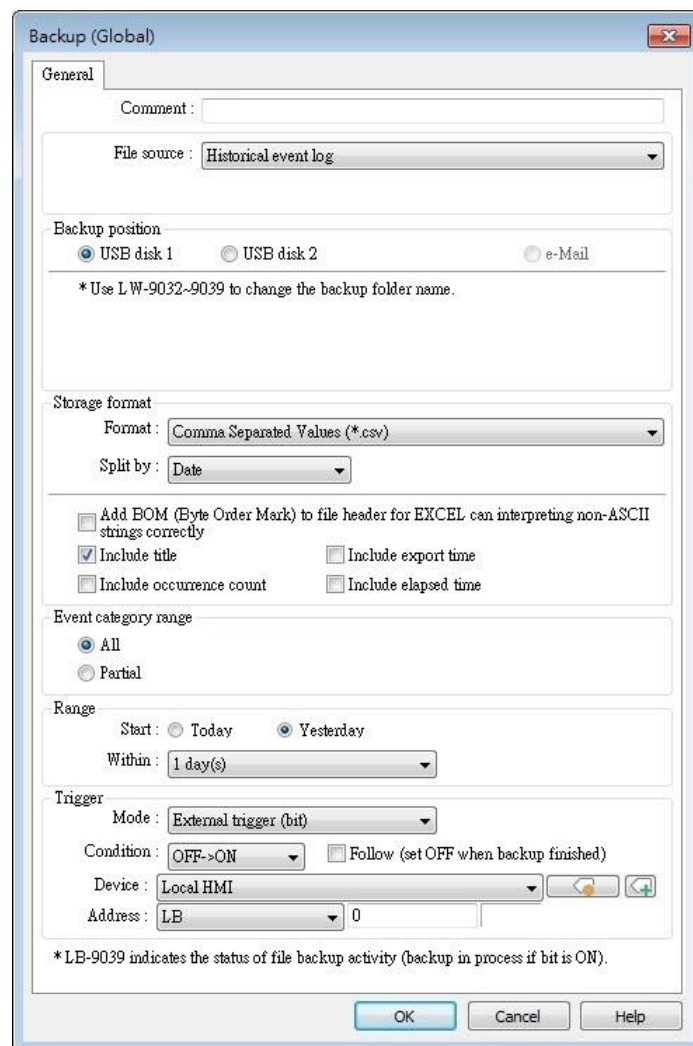 Backup (Global)
General
Comment :
File source : Historical event log
Backup position
USB disk 1 USB disk 2 e-Mail
* Use LW-9032~9039 to change the backup folder name.
Storage format
Format : Comma Separated Values (*.csv)
Split by : Date
Add BOM (Byte Order Mark) to file header for EXCEL can interpreting non-ASCII
strings correctly
Include title Include export time
Include occurrence count Include elapsed time
Event category range
All
Partial
Range
Start : Today Yesterday
Within : 1 day(s)
Trigger
Mode : External trigger (bit)
Condition : OFF->ON Follow (set OFF when backup finished)
Device : Local HMI
Address : LB 0
* LB-9039 indicates the status of file backup activity (backup in process if bit is ON).
OK Cancel Help